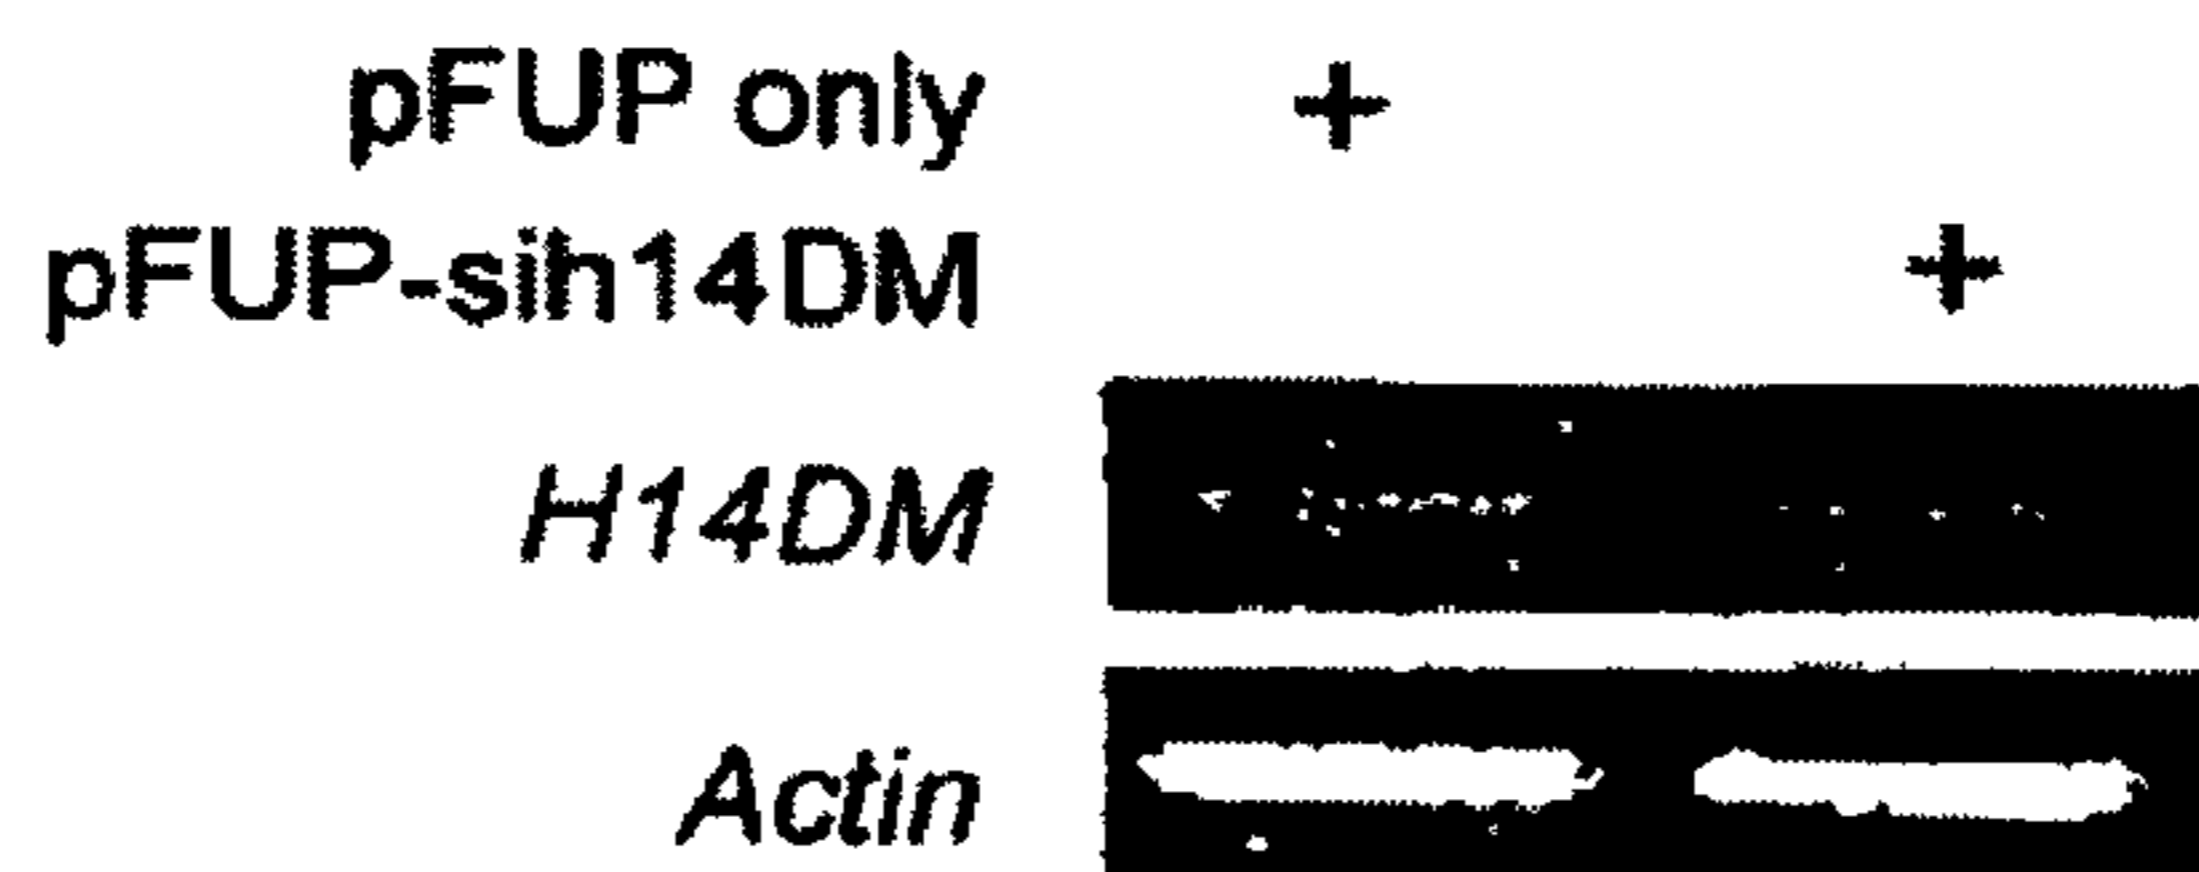 pFUP only +
pFUP-sih14DM +
H14DM
Actin